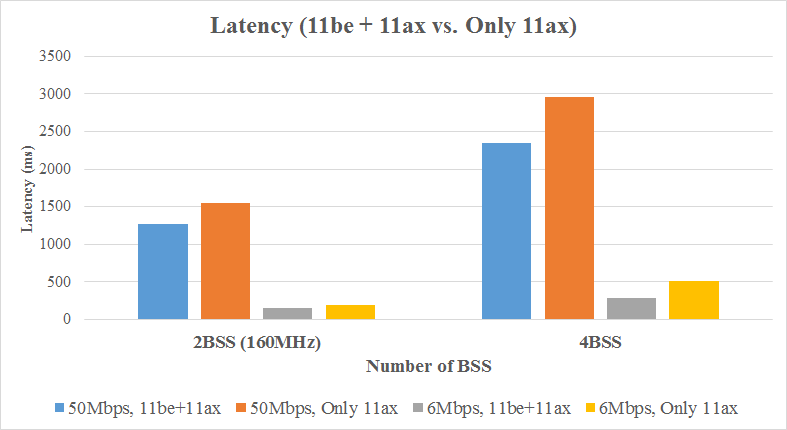 Latency (11be + 11ax vs. Only 11ax)
3500
3000
2500
2000
1500
1000
500
0
Latency (ms)
2BSS (160MHz)
4BSS
Number of BSS
50Mbps, 11be+11ax
50Mbps, Only 11ax
6Mbps, 11be+11ax
6Mbps, Only 11ax